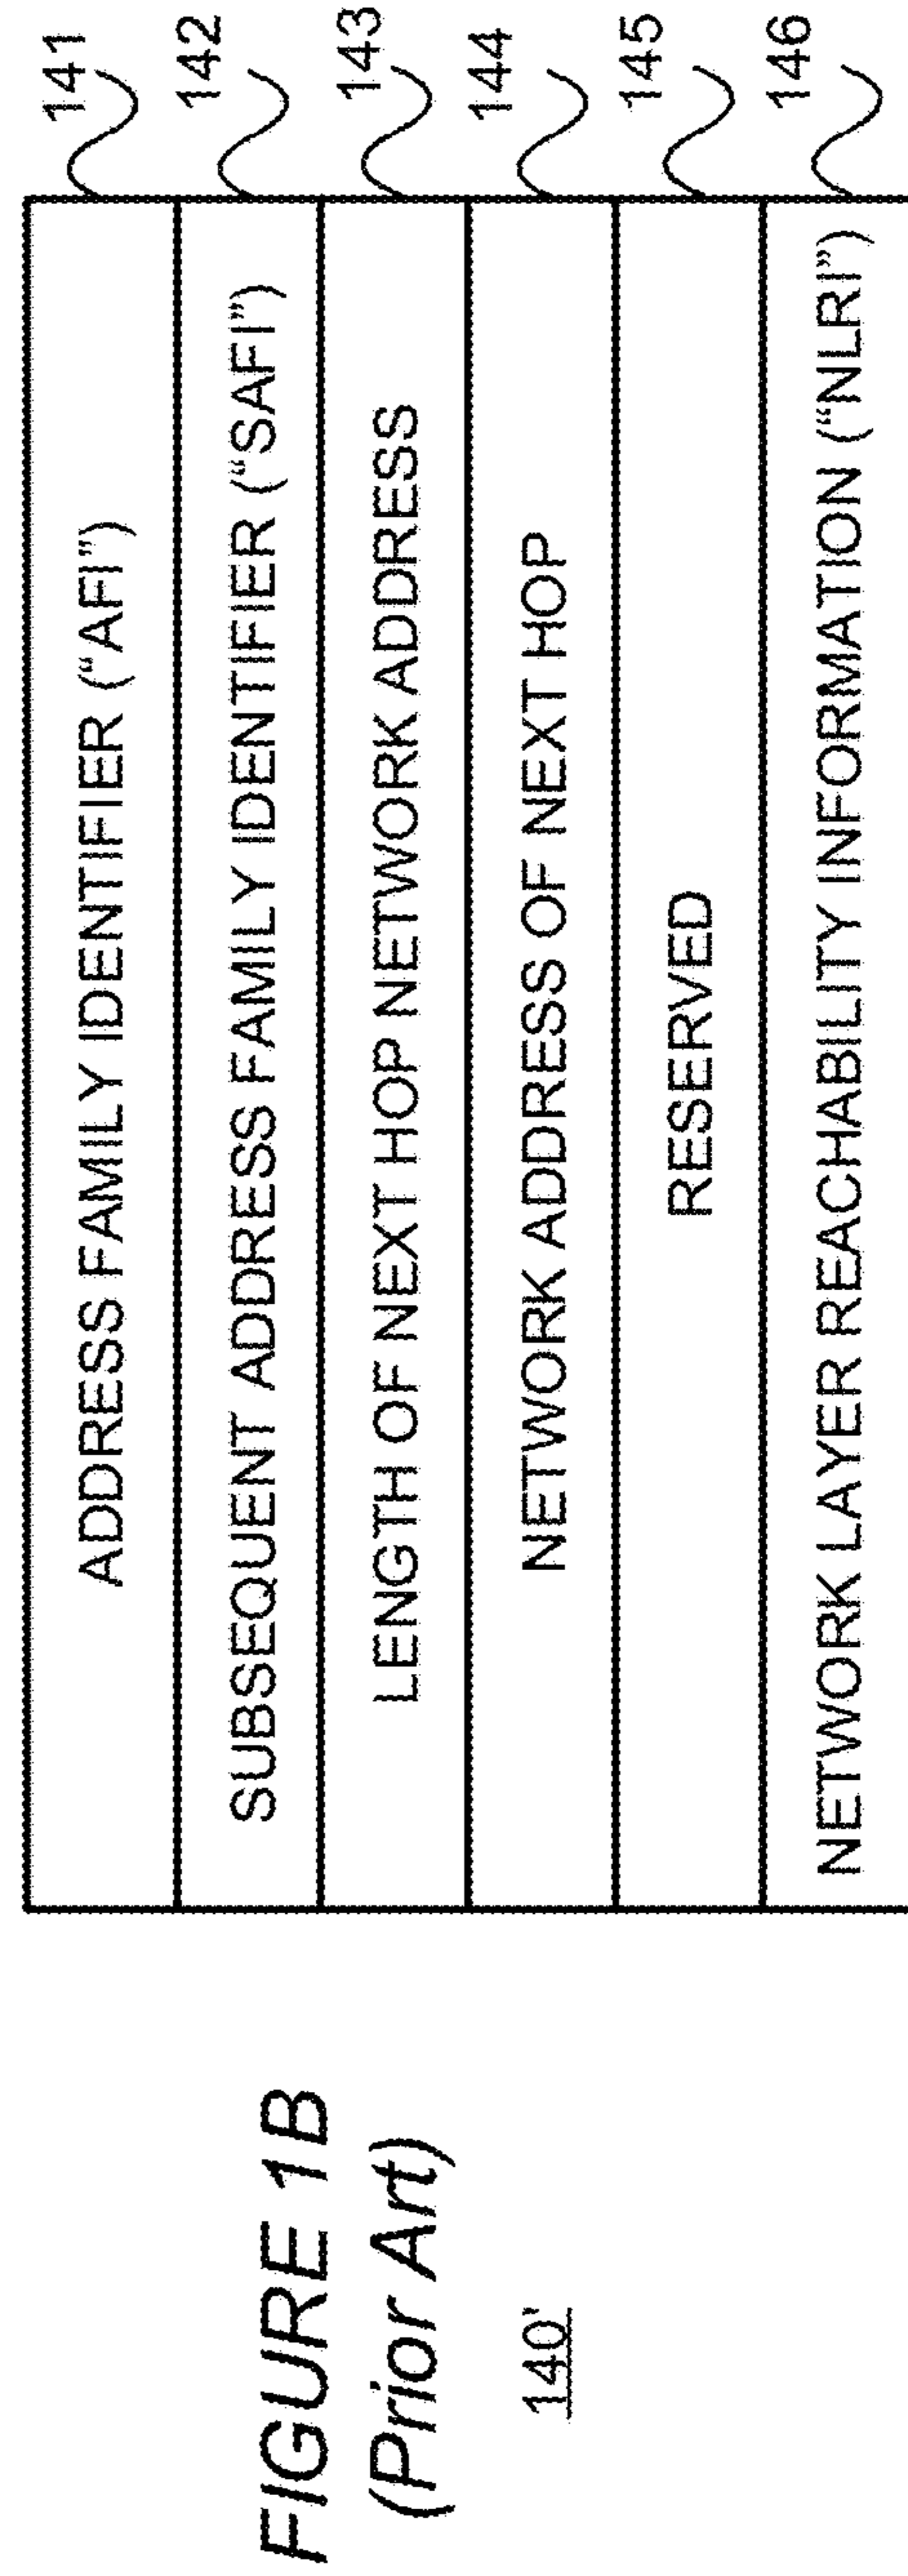 FIGURE 1B
(Prior Art)
140'
ADDRESS FAMILY IDENTIFIER (“AFI”)
141
SUBSEQUENT ADDRESS FAMILY IDENTIFIER (“SAFI”)
142
LENGTH OF NEXT HOP NETWORK ADDRESS
143
NETWORK ADDRESS OF NEXT HOP
144
RESERVED
145
NETWORK LAYER REACHABILITY INFORMATION (“NLRI”)
146